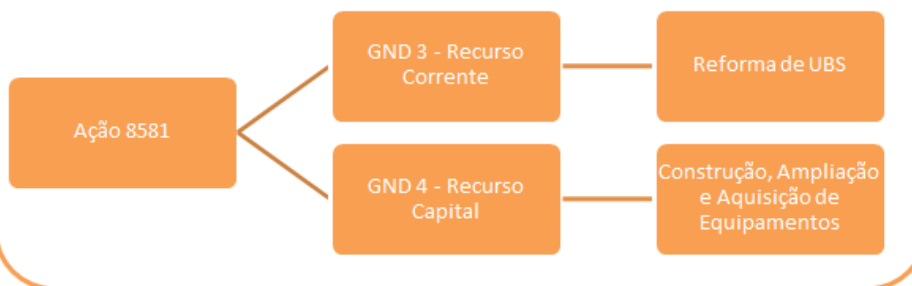 Ação 8581
GND 3 - Recurso
Corrente
Reforma de UBS
GND 4 - Recurso
Capital
Construção, Ampliação
e Aquisição de
Equipamentos